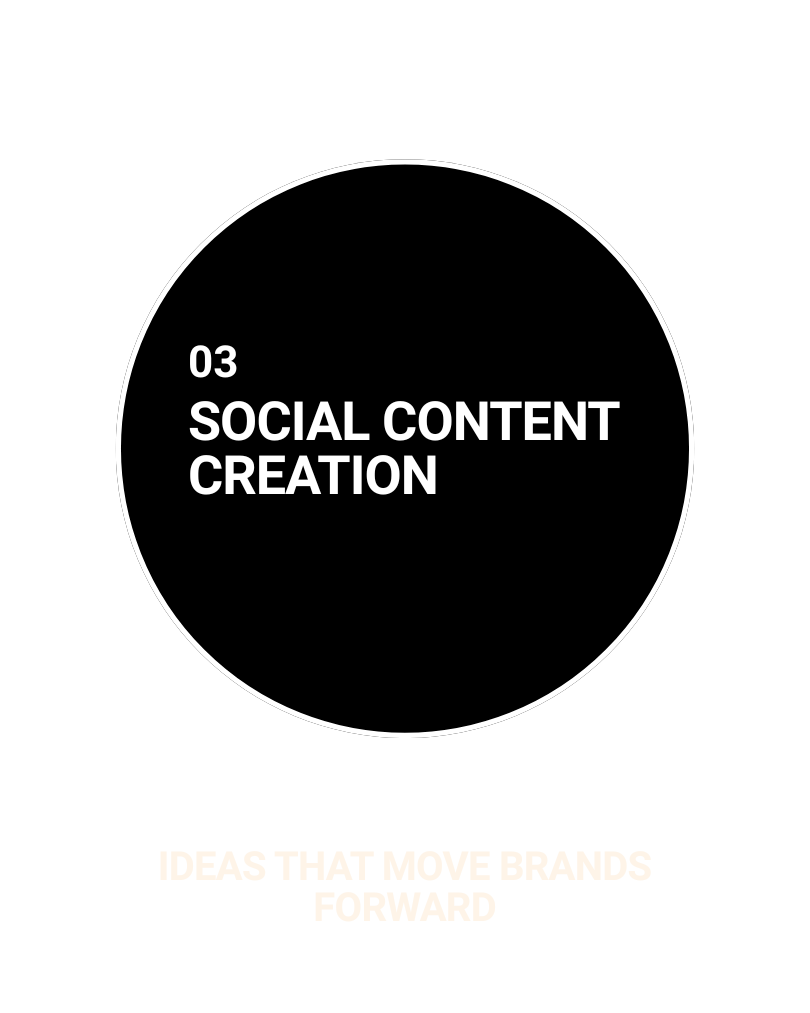 03
SOCIAL CONTENT
CREATION
IDEAS THAT MOVE BRANDS
FORWARD